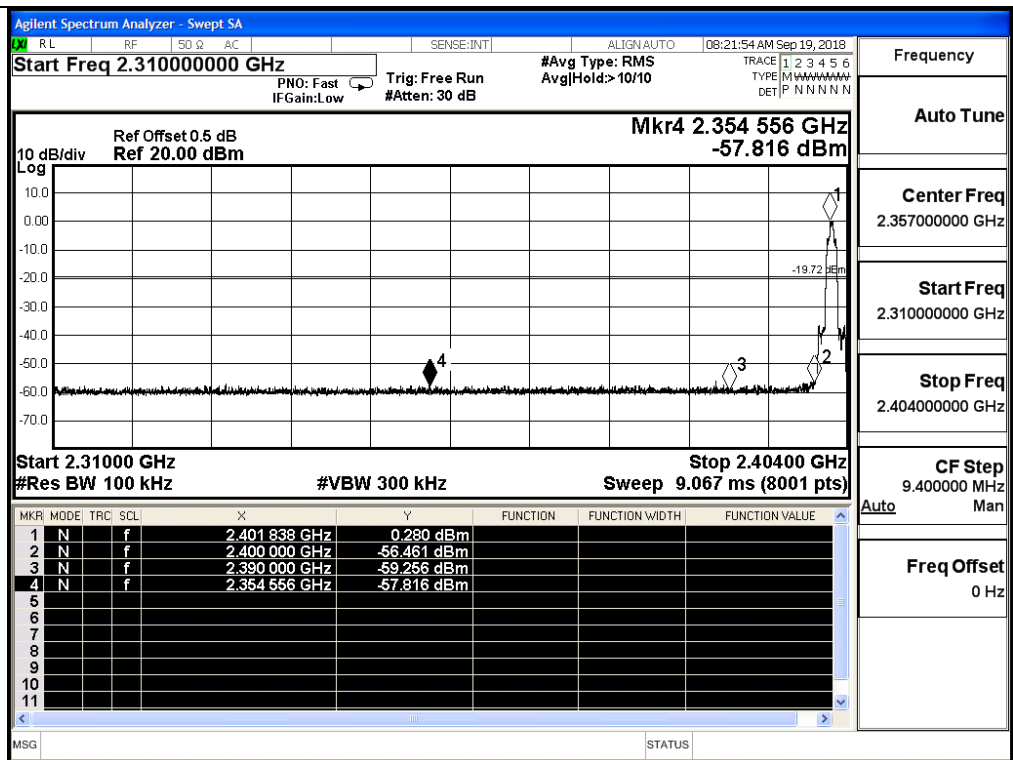 Agilent Spectrum Analyzer - Swept SA
LXI RL RF 50 Ω AC SENSE:INT ALIGN AUTO 08:21:54 AM Sep 19, 2018
Start Freq 2.310000000 GHz
PNO: Fast
IFGain:Low
Trig: Free Run
#Atten: 30 dB
#Avg Type: RMS
Avg|Hold:>10/10
TRACE 1 2 3 4 5 6
TYPE M
DET P N N N N N
Ref Offset 0.5 dB
10 dB/div Ref 20.00 dBm
Log
Mkr4 2.354 556 GHz
-57.816 dBm
10.0
0.00
-10.0
-20.0
-30.0
-40.0
-50.0
-60.0
-70.0
1
-19.72 dBm
4
3
2
Start 2.31000 GHz Stop 2.40400 GHz
#Res BW 100 kHz #VBW 300 kHz Sweep 9.067 ms (8001 pts)
MKR MODE TRC SCL X Y FUNCTION FUNCTION WIDTH FUNCTION VALUE
1 N f 2.401 838 GHz 0.280 dBm
2 N f 2.400 000 GHz -56.461 dBm
3 N f 2.390 000 GHz -59.256 dBm
4 N f 2.354 556 GHz -57.816 dBm
5
6
7
8
9
10
11
MSG STATUS
Frequency
Auto Tune
Center Freq
2.357000000 GHz
Start Freq
2.310000000 GHz
Stop Freq
2.404000000 GHz
CF Step
9.400000 MHz
Auto Man
Freq Offset
0 Hz